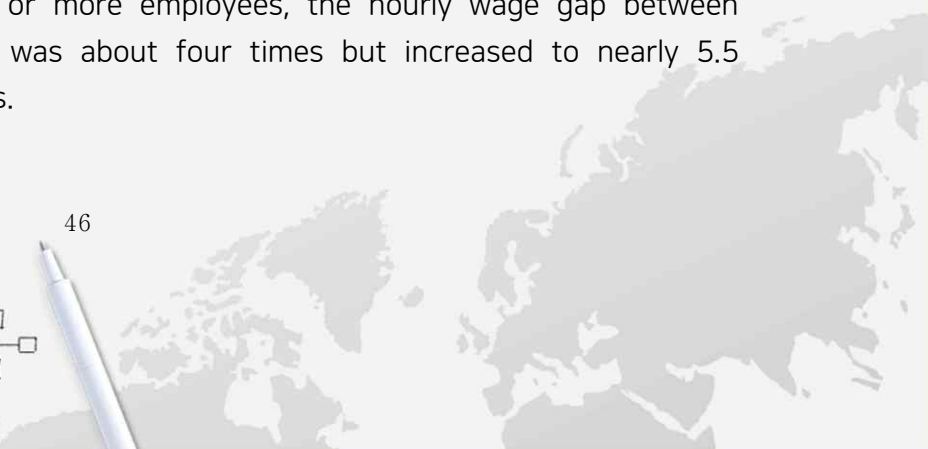 or more employees, the hourly wage gap between
was about four times but increased to nearly 5.5
s.
46